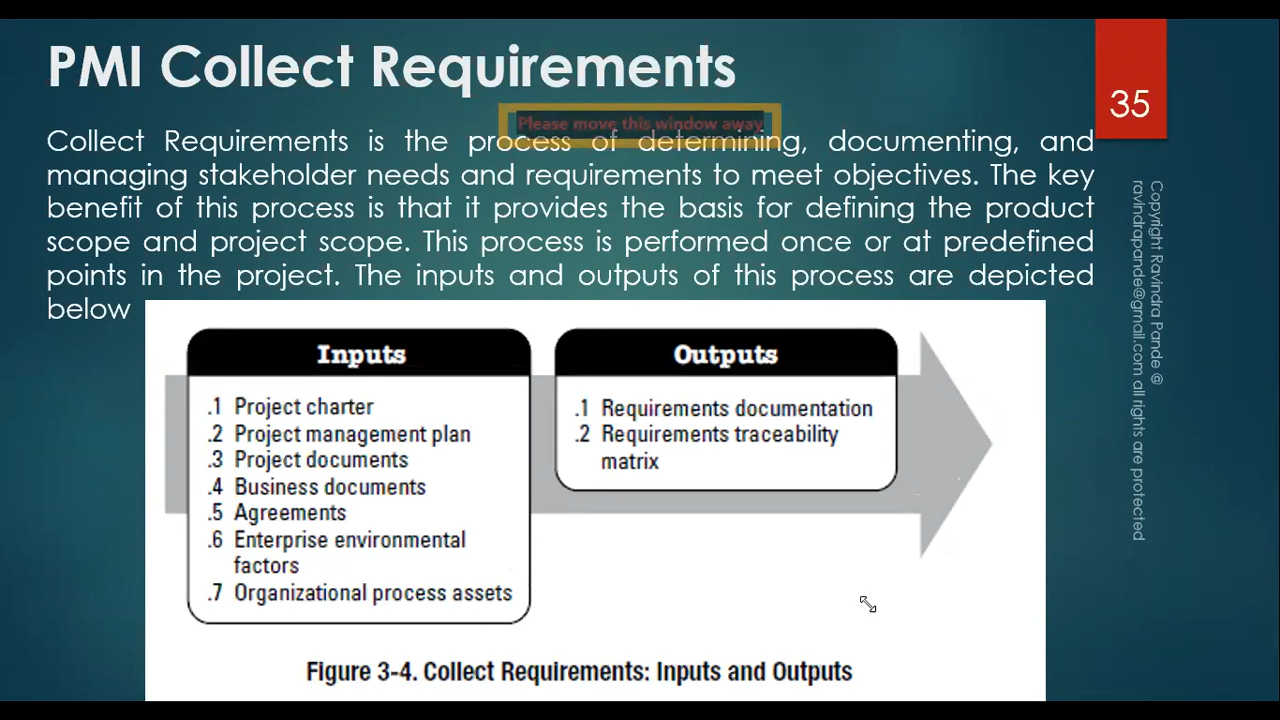 PMI Collect Requirements
35
Please move this window away
Collect Requirements is the process of determining, documenting, and
managing stakeholder needs and requirements to meet objectives. The key
benefit of this process is that it provides the basis for defining the product
scope and project scope. This process is performed once or at predefined
points in the project. The inputs and outputs of this process are depicted
below
Inputs
.1 Project charter
.2 Project management plan
.3 Project documents
.4 Business documents
.5 Agreements
.6 Enterprise environmental
factors
.7 Organizational process assets
Outputs
.1 Requirements documentation
.2 Requirements traceability
matrix
Figure 3-4. Collect Requirements: Inputs and Outputs
Copyright Ravindra Pande @
ravindrapande@gmail.com all rights are protected